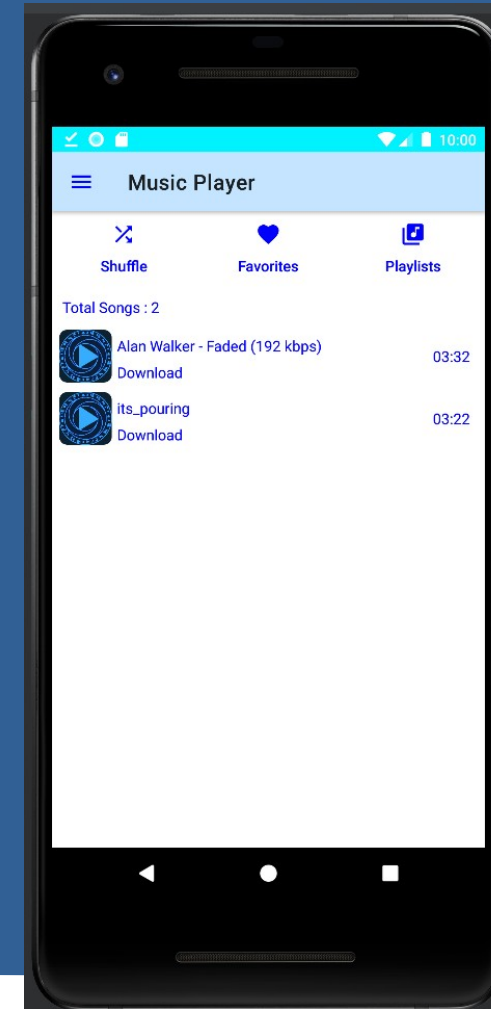 10:00
Music Player
Shuffle Favorites Playlists
Total Songs : 2
Alan Walker - Faded (192 kbps) 03:32
Download
its_pouring 03:22
Download